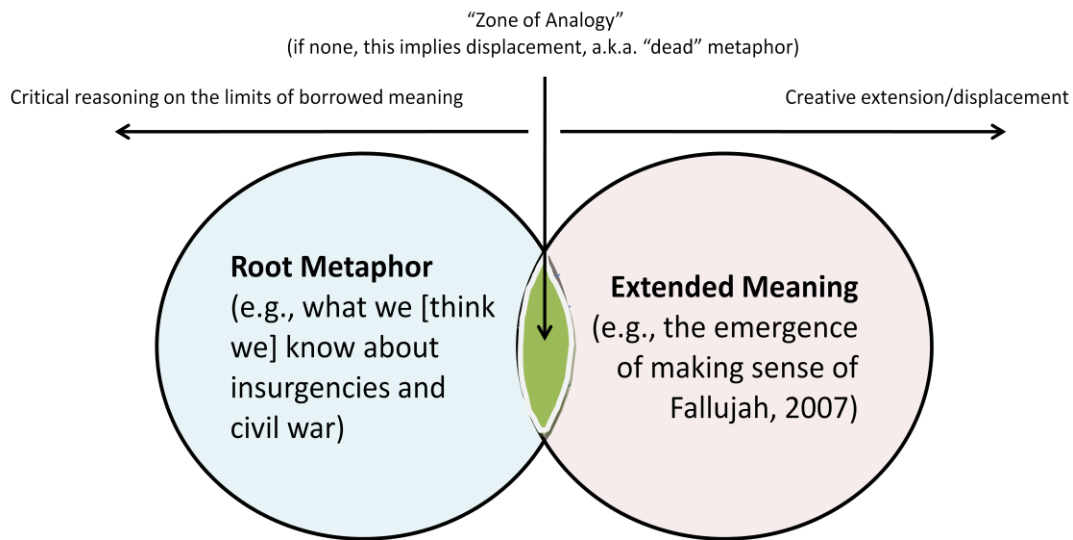 “Zone of Analogy”
(if none, this implies displacement, a.k.a. “dead” metaphor)
Critical reasoning on the limits of borrowed meaning
Creative extension/displacement
Root Metaphor
(e.g., what we [think
we] know about
insurgencies and
civil war)
Extended Meaning
(e.g., the emergence
of making sense of
Fallujah, 2007)